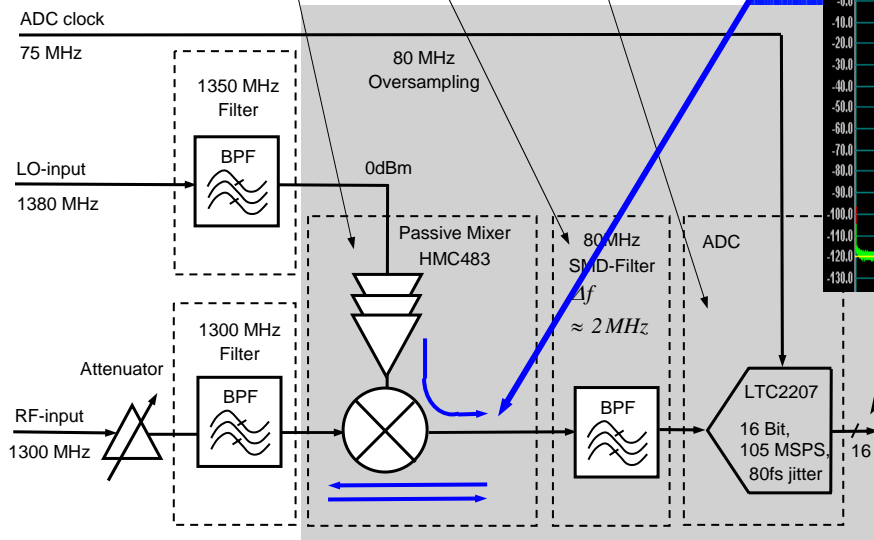 ADC clock
75 MHz
1350 MHz
Filter
BPF
LO-input
1380 MHz
80 MHz
Oversampling
0dBm
Passive Mixer
HMC483
80MHz
SMD-Filter
Δf
≈ 2 MHz
ADC
1300 MHz
Filter
Attenuator
BPF
RF-input
1300 MHz
BPF
LTC2207
16 Bit,
105 MSPS,
80fs jitter
16
-10.0
-20.0
-30.0
-40.0
-50.0
-60.0
-70.0
-80.0
-90.0
-100.0
-110.0
-120.0
-130.0